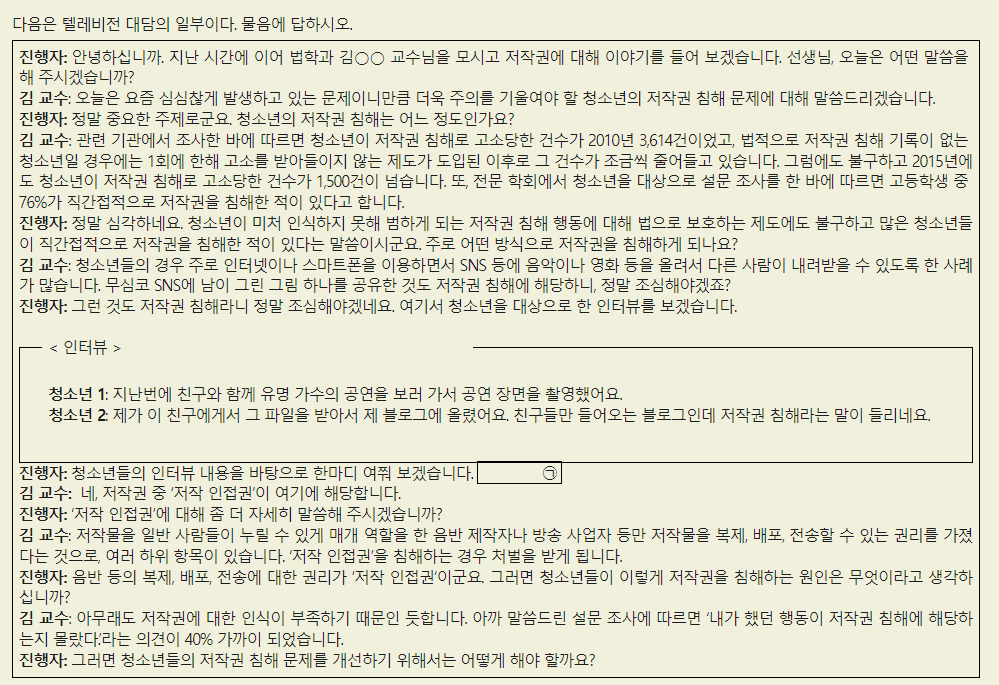 다음은 텔레비전 대담의 일부이다. 물음에 답하시오.
진행자: 안녕하십니까. 지난 시간에 이어 법학과 김○○ 교수님을 모시고 저작권에 대해 이야기를 들어 보겠습니다. 선생님, 오늘은 어떤 말씀을
해 주시겠습니까?
김 교수: 오늘은 요즘 심심찮게 발생하고 있는 문제이니만큼 더욱 주의를 기울여야 할 청소년의 저작권 침해 문제에 대해 말씀드리겠습니다.
진행자: 정말 중요한 주제로군요. 청소년의 저작권 침해는 어느 정도인가요?
김 교수: 관련 기관에서 조사한 바에 따르면 청소년이 저작권 침해로 고소당한 건수가 2010년 3,614건이었고, 법적으로 저작권 침해 기록이 없는
청소년일 경우에는 1회에 한해 고소를 받아들이지 않는 제도가 도입된 이후로 그 건수가 조금씩 줄어들고 있습니다. 그럼에도 불구하고 2015년에
도 청소년이 저작권 침해로 고소당한 건수가 1,500건이 넘습니다. 또, 전문 학회에서 청소년을 대상으로 설문 조사를 한 바에 따르면 고등학생 중
76%가 직간접적으로 저작권을 침해한 적이 있다고 합니다.
진행자: 정말 심각하네요. 청소년이 미처 인식하지 못해 범하게 되는 저작권 침해 행동에 대해 법으로 보호하는 제도에도 불구하고 많은 청소년들
이 직간접적으로 저작권을 침해한 적이 있다는 말씀이시군요. 주로 어떤 방식으로 저작권을 침해하게 되나요?
김 교수: 청소년들의 경우 주로 인터넷이나 스마트폰을 이용하면서 SNS 등에 음악이나 영화 등을 올려서 다른 사람이 내려받을 수 있도록 한 사례
가 많습니다. 무심코 SNS에 남이 그린 그림 하나를 공유한 것도 저작권 침해에 해당하니, 정말 조심해야겠죠?
진행자: 그런 것도 저작권 침해라니 정말 조심해야겠네요. 여기서 청소년을 대상으로 한 인터뷰를 보겠습니다.
< 인터뷰 >
청소년 1: 지난번에 친구와 함께 유명 가수의 공연을 보러 가서 공연 장면을 촬영했어요.
청소년 2: 제가 이 친구에게서 그 파일을 받아서 제 블로그에 올렸어요. 친구들만 들어오는 블로그인데 저작권 침해라는 말이 들리네요.
진행자: 청소년들의 인터뷰 내용을 바탕으로 한마디 여쭤 보겠습니다. ㉠
김 교수: 네, 저작권 중 '저작 인접권'이 여기에 해당합니다.
진행자: '저작 인접권'에 대해 좀 더 자세히 말씀해 주시겠습니까?
김 교수: 저작물을 일반 사람들이 누릴 수 있게 매개 역할을 한 음반 제작자나 방송 사업자 등만 저작물을 복제, 배포, 전송할 수 있는 권리를 가졌
다는 것으로, 여러 하위 항목이 있습니다. '저작 인접권'을 침해하는 경우 처벌을 받게 됩니다.
진행자: 음반 등의 복제, 배포, 전송에 대한 권리가 '저작 인접권'이군요. 그러면 청소년들이 이렇게 저작권을 침해하는 원인은 무엇이라고 생각하
십니까?
김 교수: 아무래도 저작권에 대한 인식이 부족하기 때문인 듯합니다. 아까 말씀드린 설문 조사에 따르면 '내가 했던 행동이 저작권 침해에 해당하
는지 몰랐다.'라는 의견이 40% 가까이 되었습니다.
진행자: 그러면 청소년들의 저작권 침해 문제를 개선하기 위해서는 어떻게 해야 할까요?